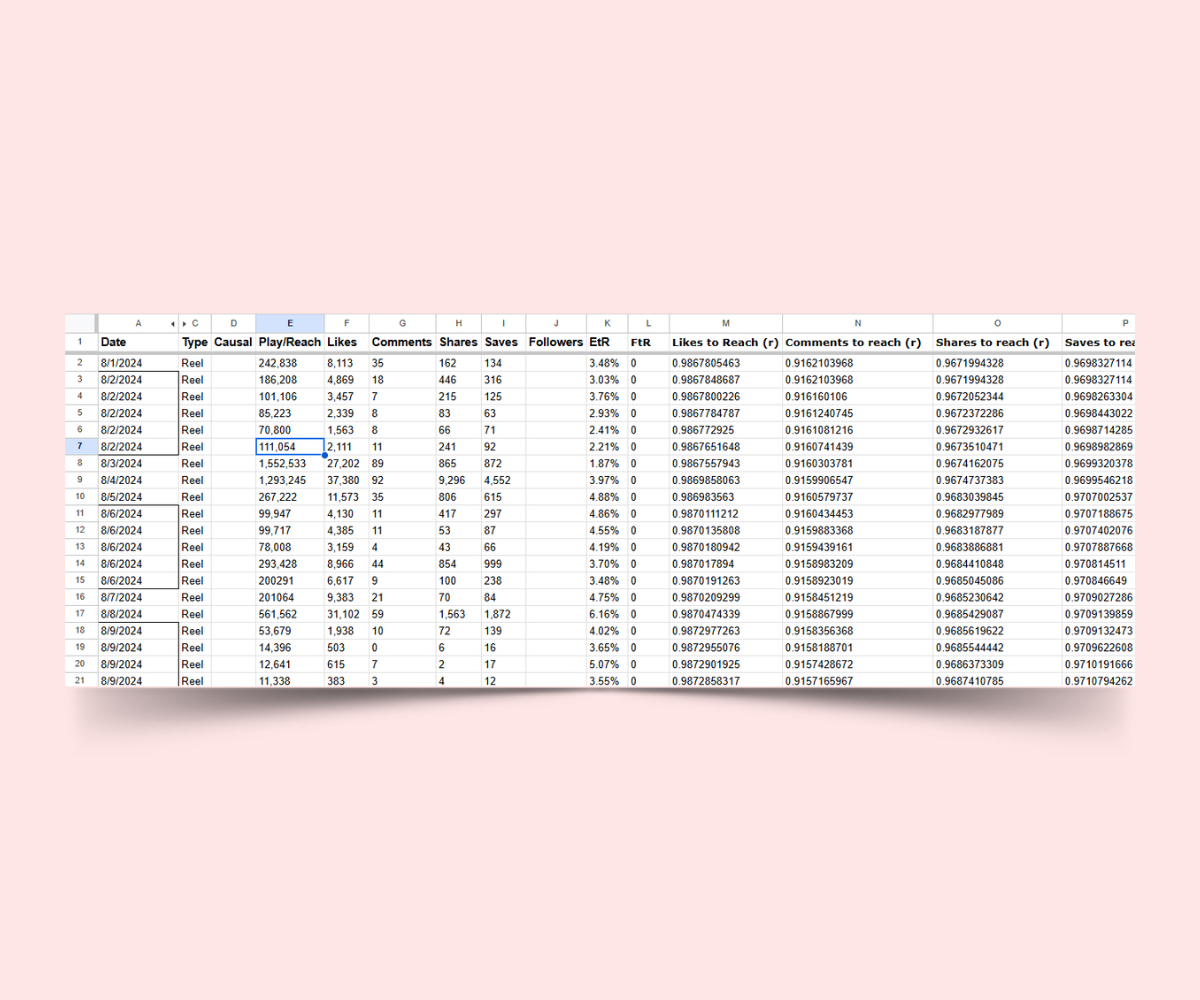 A C D E F G H I J K L M N O P
1 Date Type Causal Play/Reach Likes Comments Shares Saves Followers EtR FtR Likes to Reach (r) Comments to reach (r) Shares to reach (r) Saves to rea
2 8/1/2024 Reel 242,838 8,113 35 162 134 3.48% 0 0.9867805463 0.9162103968 0.9671994328 0.9698327114
3 8/2/2024 Reel 186,208 4,869 18 446 316 3.03% 0 0.9867848687 0.9162103968 0.9671994328 0.9698327114
4 8/2/2024 Reel 101,106 3,457 7 215 125 3.76% 0 0.9867800226 0.916160106 0.9672052344 0.9698263304
5 8/2/2024 Reel 85,223 2,339 8 83 63 2.93% 0 0.9867784787 0.9161240745 0.9672372286 0.9698443022
6 8/2/2024 Reel 70,800 1,563 8 66 71 2.41% 0 0.986772925 0.9161081216 0.9672932617 0.9698714285
7 8/2/2024 Reel 111,054 2,111 11 241 92 2.21% 0 0.9867651648 0.9160741439 0.9673510471 0.9698982869
8 8/3/2024 Reel 1,552,533 27,202 89 865 872 1.87% 0 0.9867557943 0.9160303781 0.9674162075 0.9699320378
9 8/4/2024 Reel 1,293,245 37,380 92 9,296 4,552 3.97% 0 0.9869858063 0.9159906547 0.9674737383 0.9699546218
10 8/5/2024 Reel 267,222 11,573 35 806 615 4.88% 0 0.986983563 0.9160579737 0.9683039845 0.9707002537
11 8/6/2024 Reel 99,947 4,130 11 417 297 4.86% 0 0.9870111212 0.9160434453 0.9682977989 0.9707188675
12 8/6/2024 Reel 99,717 4,385 11 53 87 4.55% 0 0.9870135808 0.9159883368 0.9683187877 0.9707402076
13 8/6/2024 Reel 78,008 3,159 4 43 66 4.19% 0 0.9870180942 0.9159439161 0.9683886881 0.9707887668
14 8/6/2024 Reel 293,428 8,966 44 854 999 3.70% 0 0.987017894 0.9158983209 0.9684410848 0.970814511
15 8/6/2024 Reel 200291 6,617 9 100 238 3.48% 0 0.9870191263 0.9158923019 0.9685045086 0.970846649
16 8/7/2024 Reel 201064 9,383 21 70 84 4.75% 0 0.9870209299 0.9158451219 0.9685230642 0.9709027286
17 8/8/2024 Reel 561,562 31,102 59 1,563 1,872 6.16% 0 0.9870474339 0.9158867999 0.9685429087 0.9709139859
18 8/9/2024 Reel 53,679 1,938 10 72 139 4.02% 0 0.9872977263 0.9158356368 0.9685619622 0.9709132473
19 8/9/2024 Reel 14,396 503 0 6 16 3.65% 0 0.9872955076 0.9158188701 0.9685544442 0.9709622608
20 8/9/2024 Reel 12,641 615 7 2 17 5.07% 0 0.9872901925 0.9157428672 0.9686373309 0.9710191666
21 8/9/2024 Reel 11,338 383 3 4 12 3.55% 0 0.9872858317 0.9157165967 0.9687410785 0.9710794262